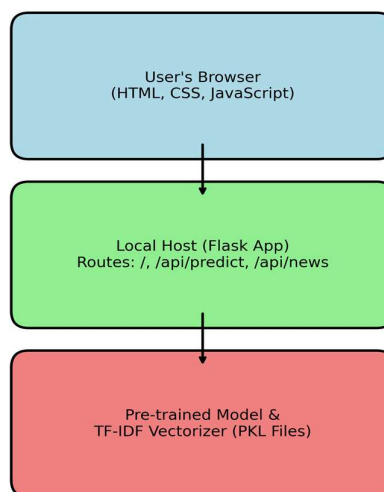 User's Browser
(HTML, CSS, JavaScript)
Local Host (Flask App)
Routes: /, /api/predict, /api/news
Pre-trained Model &
TF-IDF Vectorizer (PKL Files)